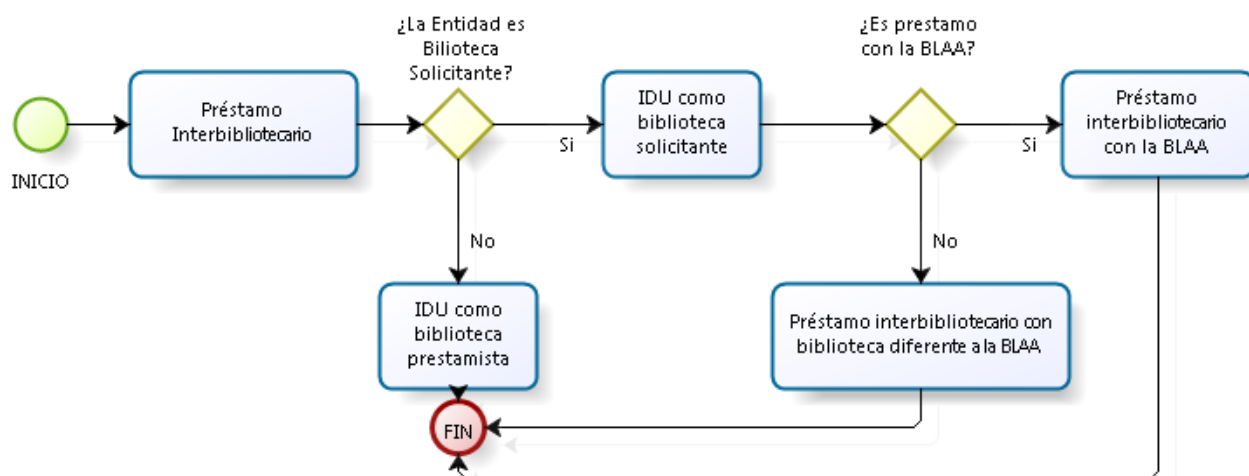 INICIO
Préstamo
Interbibliotecario
¿La Entidad es
Bilioteca
Solicitante?
Si
No
IDU como
biblioteca
solicitante
¿Es prestamo
con la BLAA?
Si
No
Préstamo
interbibliotecario
con la BLAA
IDU como
biblioteca
prestamista
Préstamo interbibliotecario con
biblioteca diferente ala BLAA
FIN